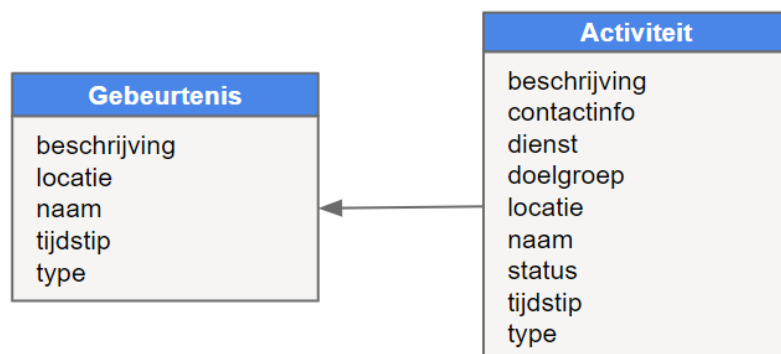 Gebeurtenis
beschrijving
locatie
naam
tijdstip
type
Activiteit
beschrijving
contactinfo
dienst
doelgroep
locatie
naam
status
tijdstip
type